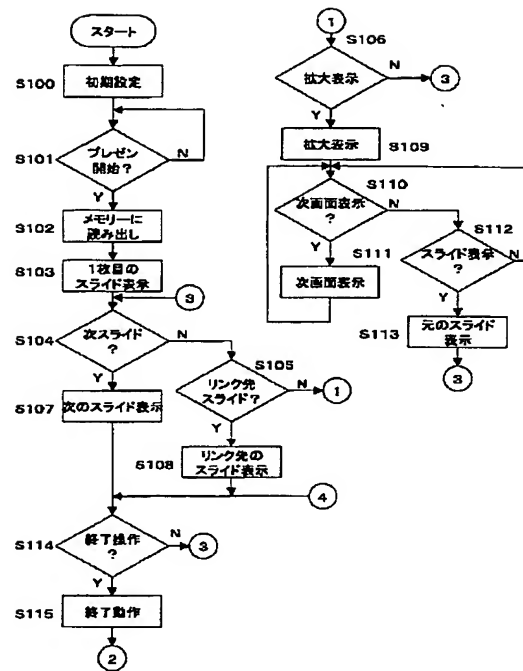 スタート
S100
初期設定
S101
プレゼン
開始?
N
Y
S102
メモリーに
読み出し
S103
1枚目の
スライド表示
3
S104
次スライド
?
N
Y
S105
リンク先
スライド?
N
1
Y
S107
次のスライド表示
S108
リンク先の
スライド表示
4
S114
終了操作
?
N
3
Y
S115
終了動作
2
1
S106
拡大表示
N
3
Y
拡大表示
S109
S110
次画面表示
?
N
Y
S111
次画面表示
S112
スライド表示
?
N
Y
S113
元のスライド
表示
3